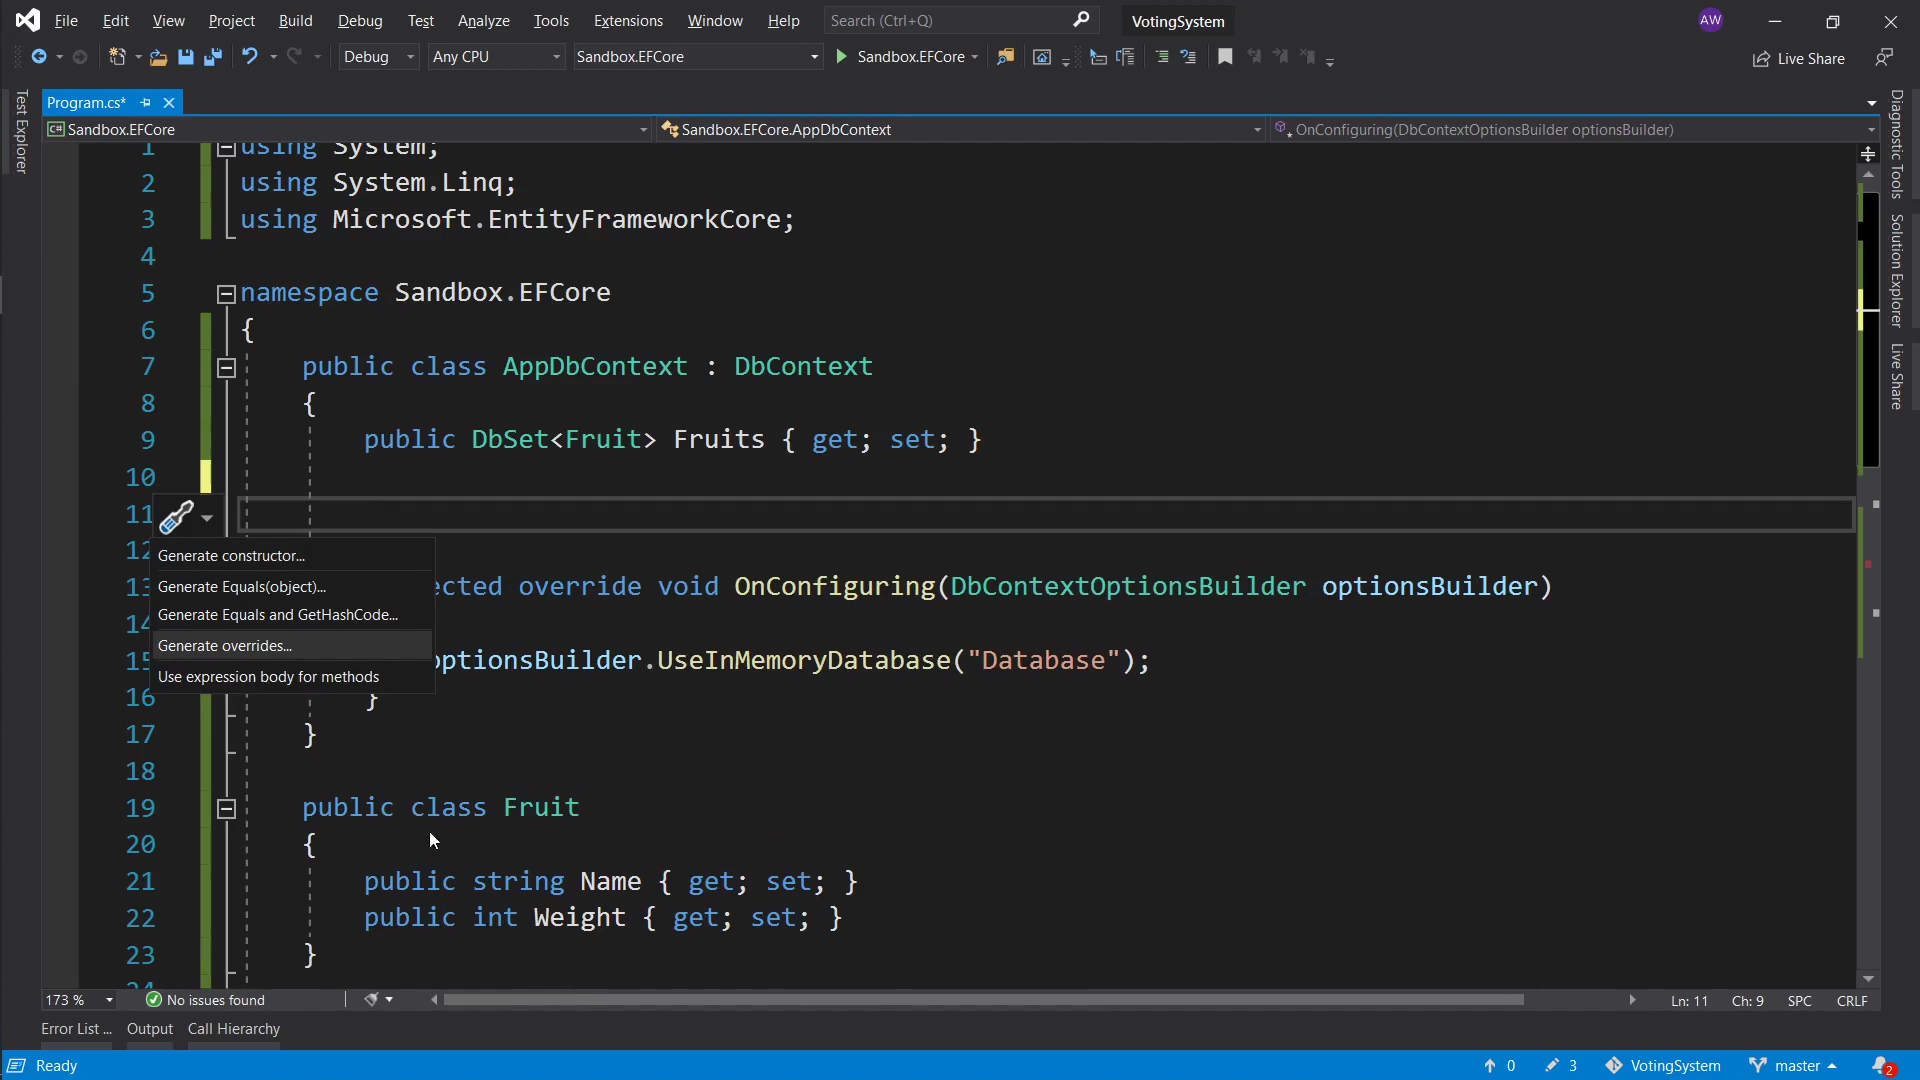 File Edit View Project Build Debug Test Analyze Tools Extensions Window Help Search (Ctrl+Q) VotingSystem AW
Debug Any CPU Sandbox.EFCore Sandbox.EFCore Live Share
Test Explorer
Program.cs*
C# Sandbox.EFCore Sandbox.EFCore.AppDbContext OnConfiguring(DbContextOptionsBuilder optionsBuilder)
1 using System;
2 using System.Linq;
3 using Microsoft.EntityFrameworkCore;
4
5 namespace Sandbox.EFCore
6 {
7 public class AppDbContext : DbContext
8 {
9 public DbSet<Fruit> Fruits { get; set; }
10
11
12
Generate constructor...
13 ected override void OnConfiguring(DbContextOptionsBuilder optionsBuilder)
Generate Equals(object)...
14
Generate Equals and GetHashCode...
Generate overrides...
15 optionsBuilder.UseInMemoryDatabase("Database");
Use expression body for methods
16 }
17 }
18
19 public class Fruit
20 {
21 public string Name { get; set; }
22 public int Weight { get; set; }
23 }
24
Diagnostic Tools
Solution Explorer
Live Share
173 % No issues found Ln: 11 Ch: 9 SPC CRLF
Error List ... Output Call Hierarchy
Ready 0 3 VotingSystem master 2